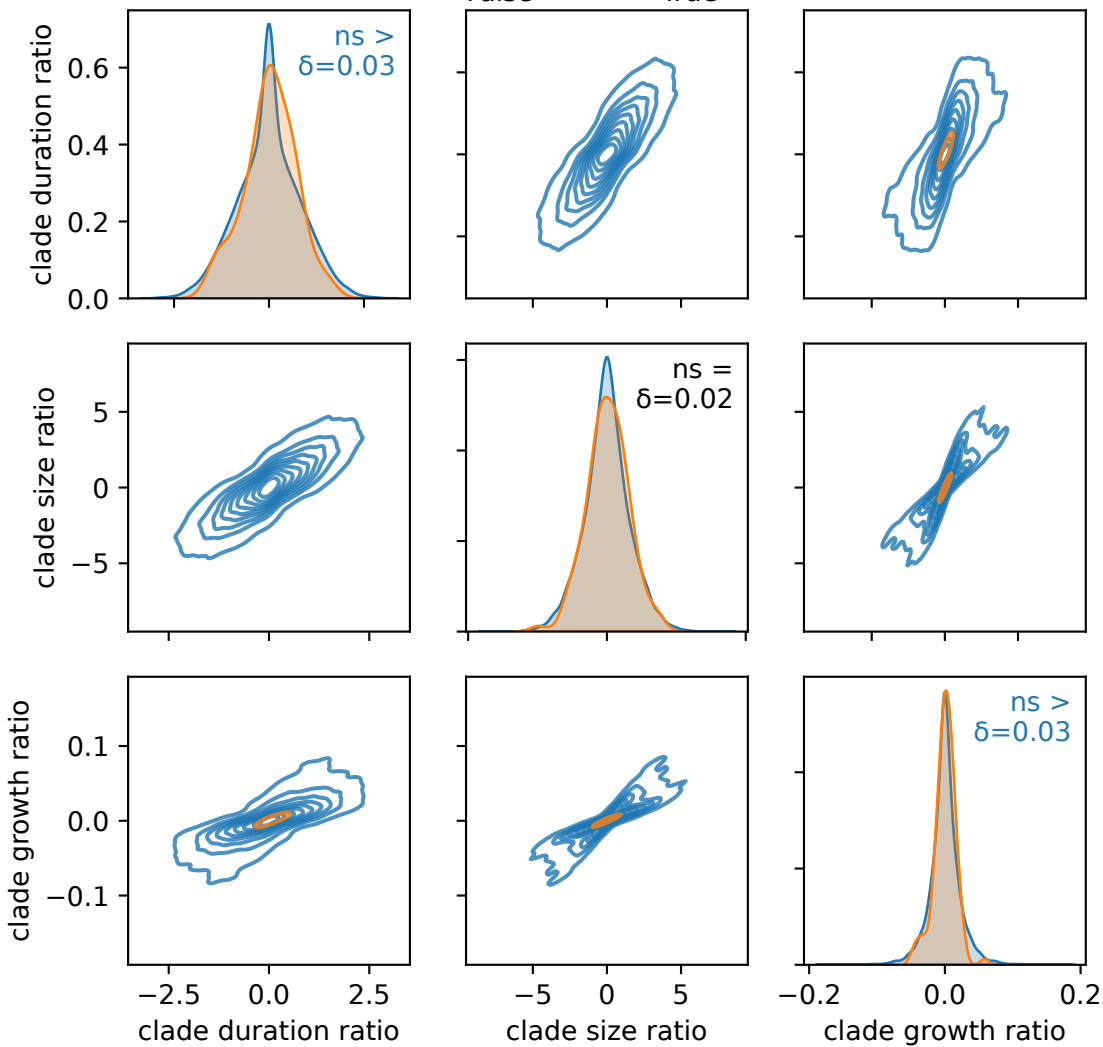 clade duration ratio
0.6
0.4
0.2
0.0
ns >
δ=0.03
clade size ratio
5
0
−5
ns =
δ=0.02
−5
0
5
clade growth ratio
0.1
0.0
−0.1
ns >
δ=0.03
−2.5
0.0
2.5
clade duration ratio
−5
0
5
clade size ratio
−0.2
0.0
0.2
clade growth ratio